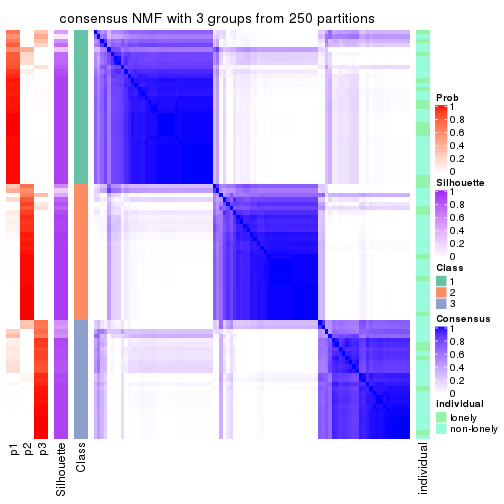 consensus NMF with 3 groups from 250 partitions
Prob
1
0.8
0.6
0.4
0.2
0
Silhouette
1
0.8
0.6
0.4
0.2
0
Class
1
2
3
Consensus
1
0.8
0.6
0.4
0.2
0
individual
lonely
non-lonely
p1
p2
p3
Silhouette
Class
individual